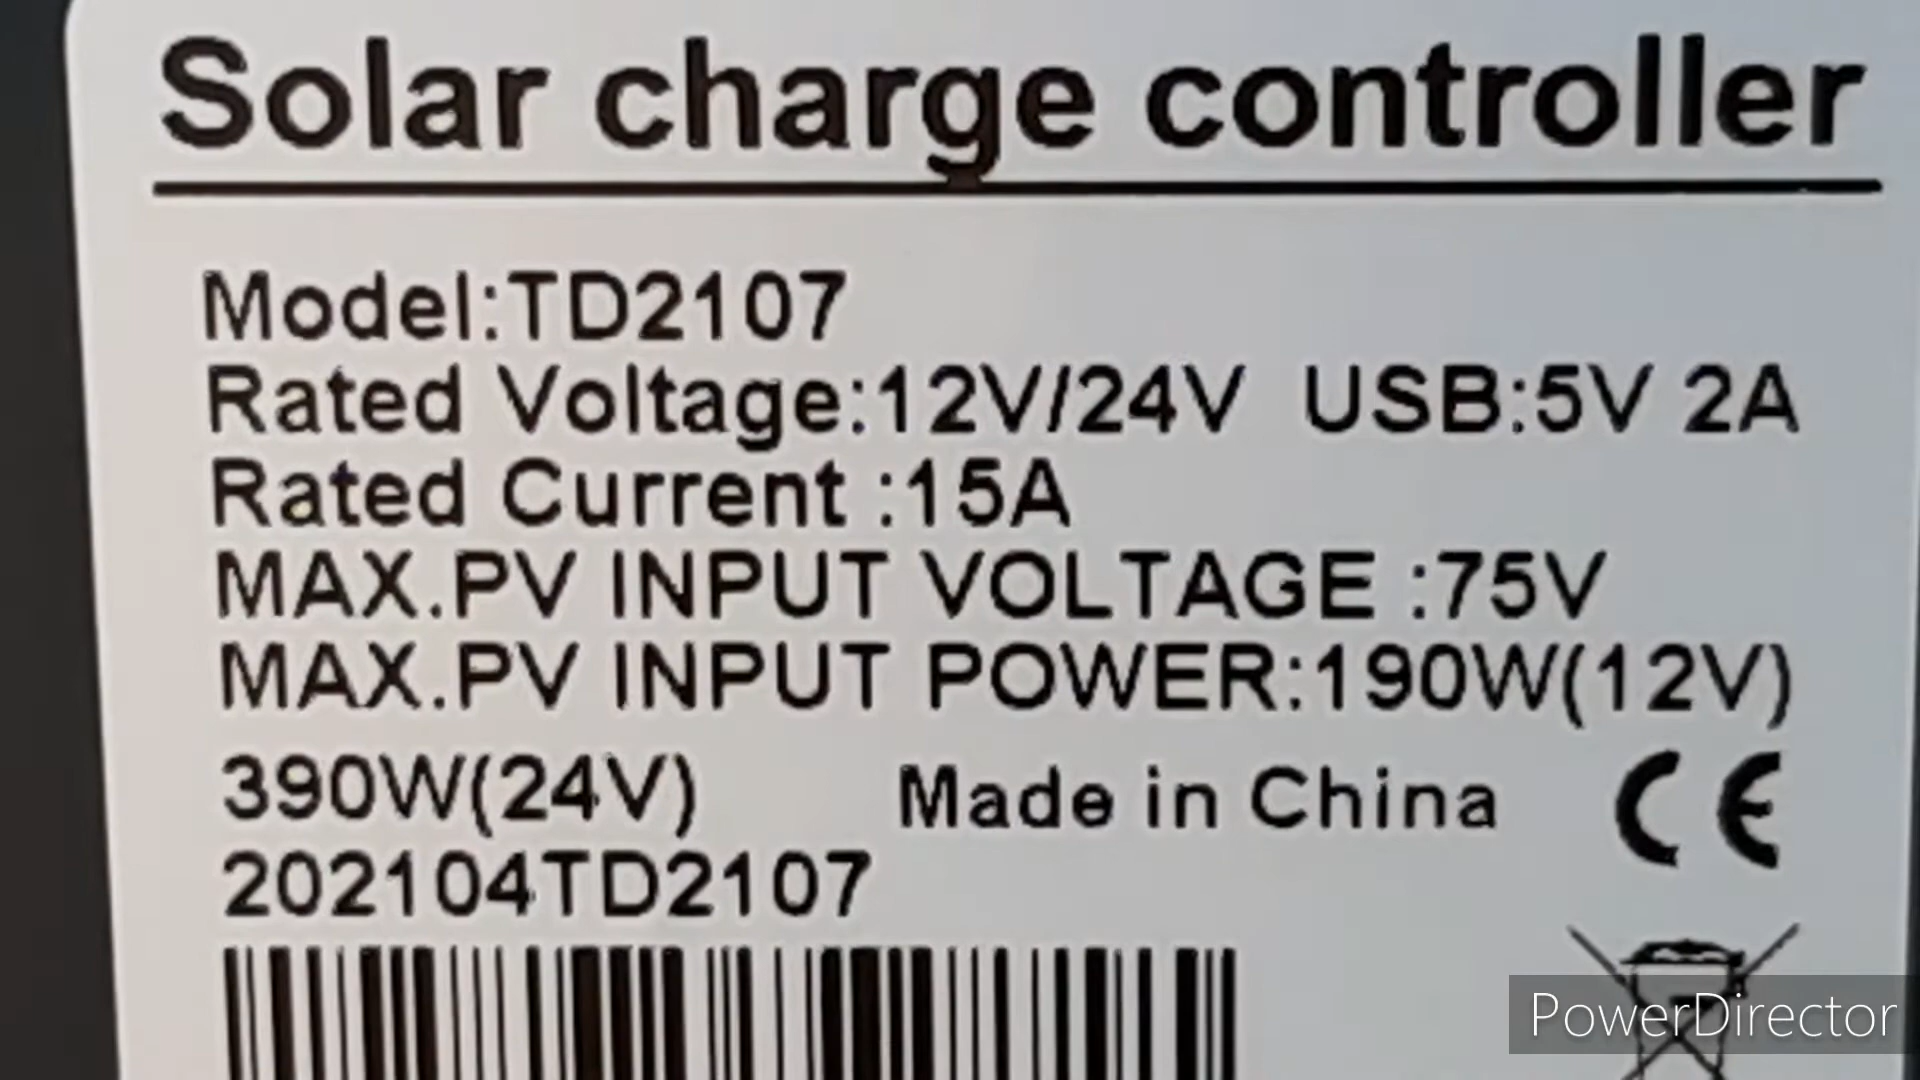 Solar charge controller
Model:TD2107
Rated Voltage:12V/24V USB:5V 2A
Rated Current :15A
MAX.PV INPUT VOLTAGE :75V
MAX.PV INPUT POWER:190W(12V)
390W(24V) Made in China CE
202104TD2107
PowerDirector